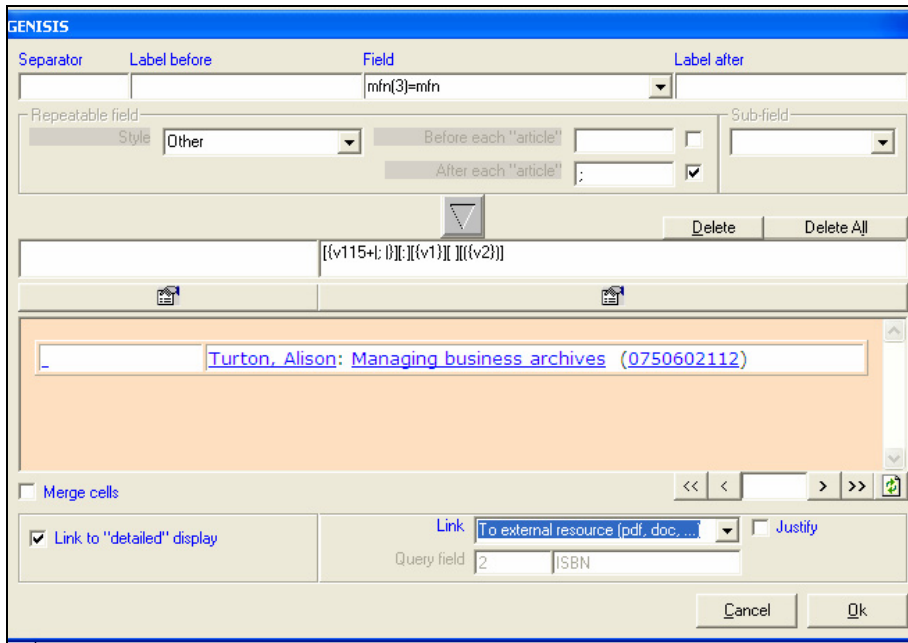 GENISIS
Separator Label before Field Label after
mfn(3)=mfn
Repeatable field Sub-field
Style Other Before each "article"
After each "article" ;
Delete Delete All
[{v115+|; |}][:][{v1}][ ][({v2})]
_ Turton, Alison: Managing business archives (0750602112)
Merge cells << < > >>
Link to "detailed" display Link To external resource (pdf, doc, ...) Justify
Query field 2 ISBN
Cancel Ok